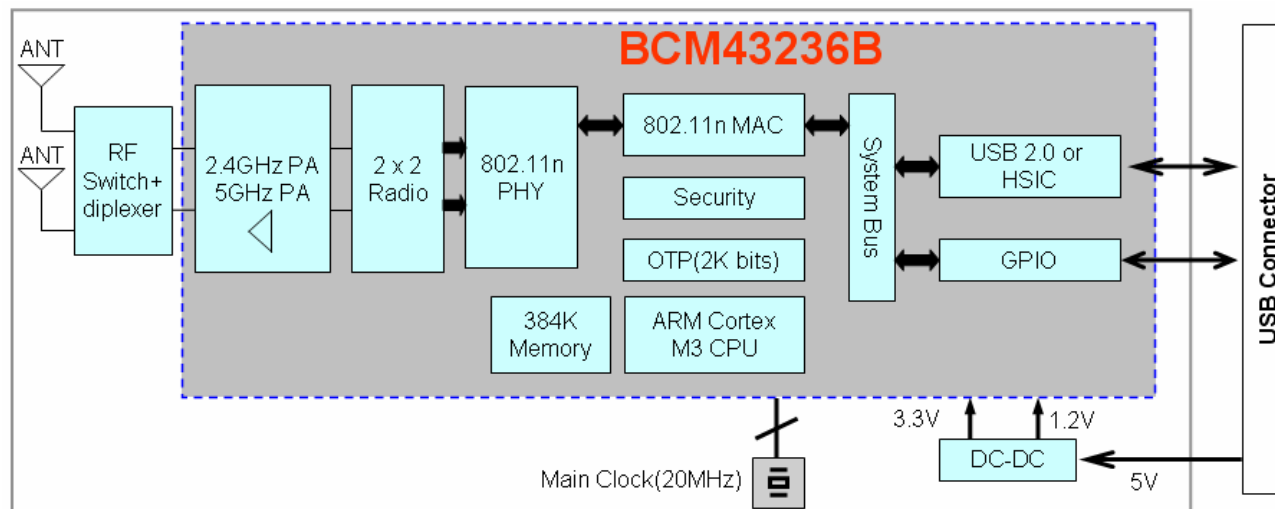 BCM43236B
ANT
ANT
RF
Switch+
diplexer
2.4GHz PA
5GHz PA
2 x 2
Radio
802.11n
PHY
802.11n MAC
Security
OTP(2K bits)
384K
Memory
ARM Cortex
M3 CPU
System Bus
USB 2.0 or
HSIC
GPIO
USB Connector
3.3V
1.2V
DC-DC
5V
Main Clock(20MHz)